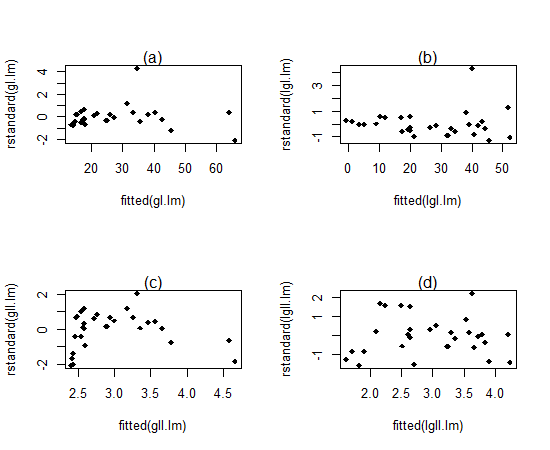 (a)
rstandard(gl.lm)
-2 0 2 4
20 30 40 50 60
fitted(gl.lm)
(b)
rstandard(lgl.lm)
-1 1 3
0 10 20 30 40 50
fitted(lgl.lm)
(c)
rstandard(gll.lm)
-2 0 1 2
2.5 3.0 3.5 4.0 4.5
fitted(gll.lm)
(d)
rstandard(lgll.lm)
-1 0 1 2
2.0 2.5 3.0 3.5 4.0
fitted(lgll.lm)